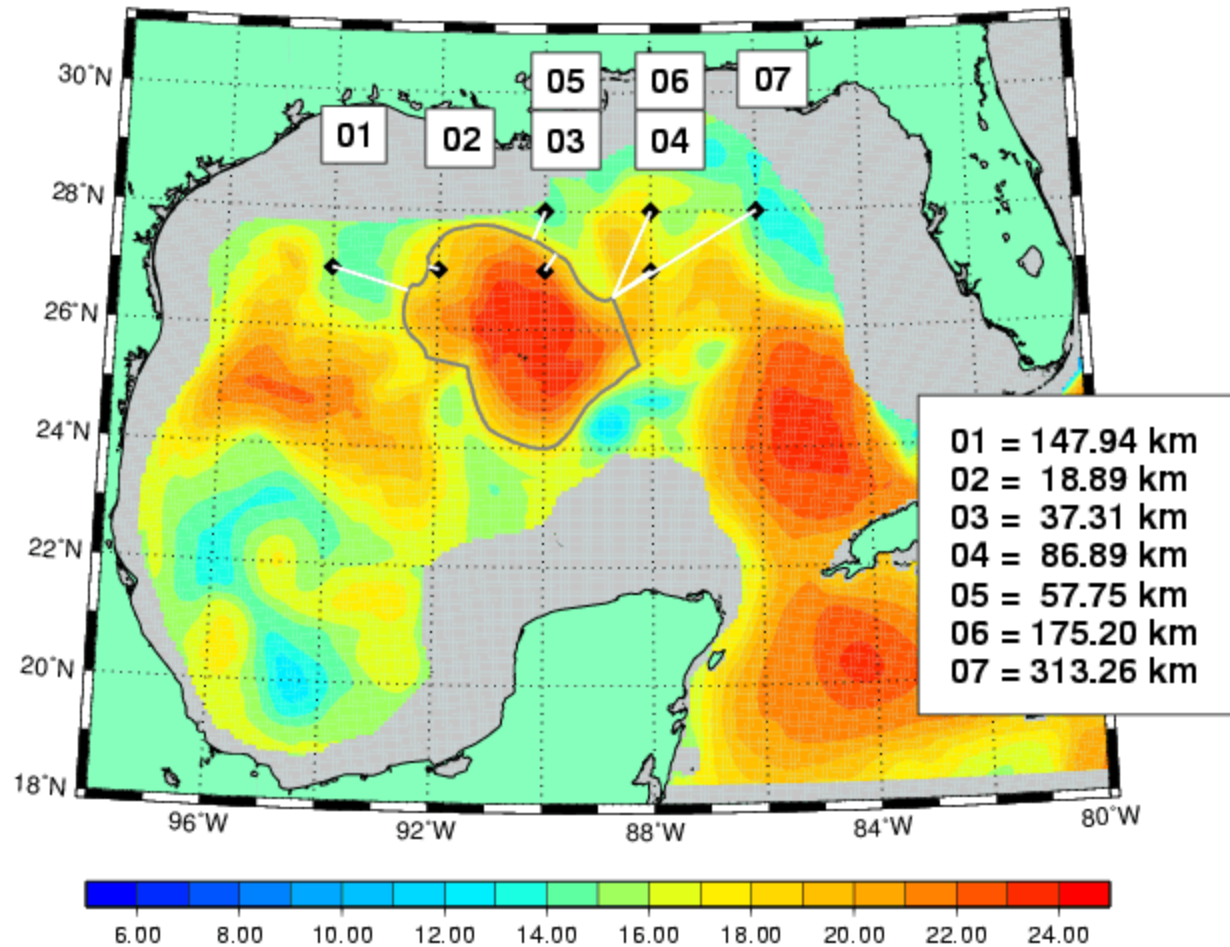 30°N
05
06
07
01
02
03
04
28°N
26°N
24°N
22°N
20°N
18°N
01 = 147.94 km
02 = 18.89 km
03 = 37.31 km
04 = 86.89 km
05 = 57.75 km
06 = 175.20 km
07 = 313.26 km
96°W
92°W
88°W
84°W
80°W
6.00 8.00 10.00 12.00 14.00 16.00 18.00 20.00 22.00 24.00